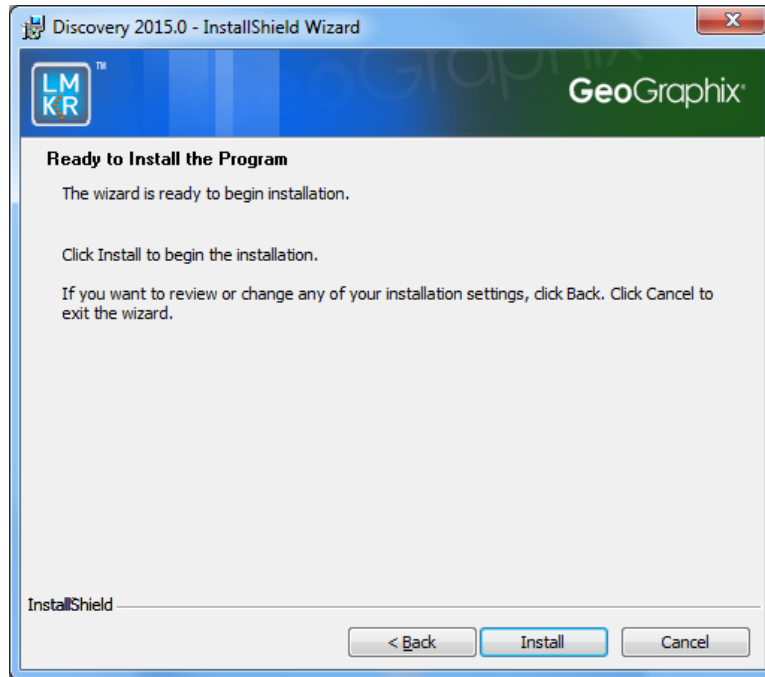 Discovery 2015.0 - InstallShield Wizard
LM
KR
TM
GeoGraphix
GeoGraphix
Ready to Install the Program
The wizard is ready to begin installation.
Click Install to begin the installation.
If you want to review or change any of your installation settings, click Back. Click Cancel to
exit the wizard.
InstallShield
< Back
Install
Cancel